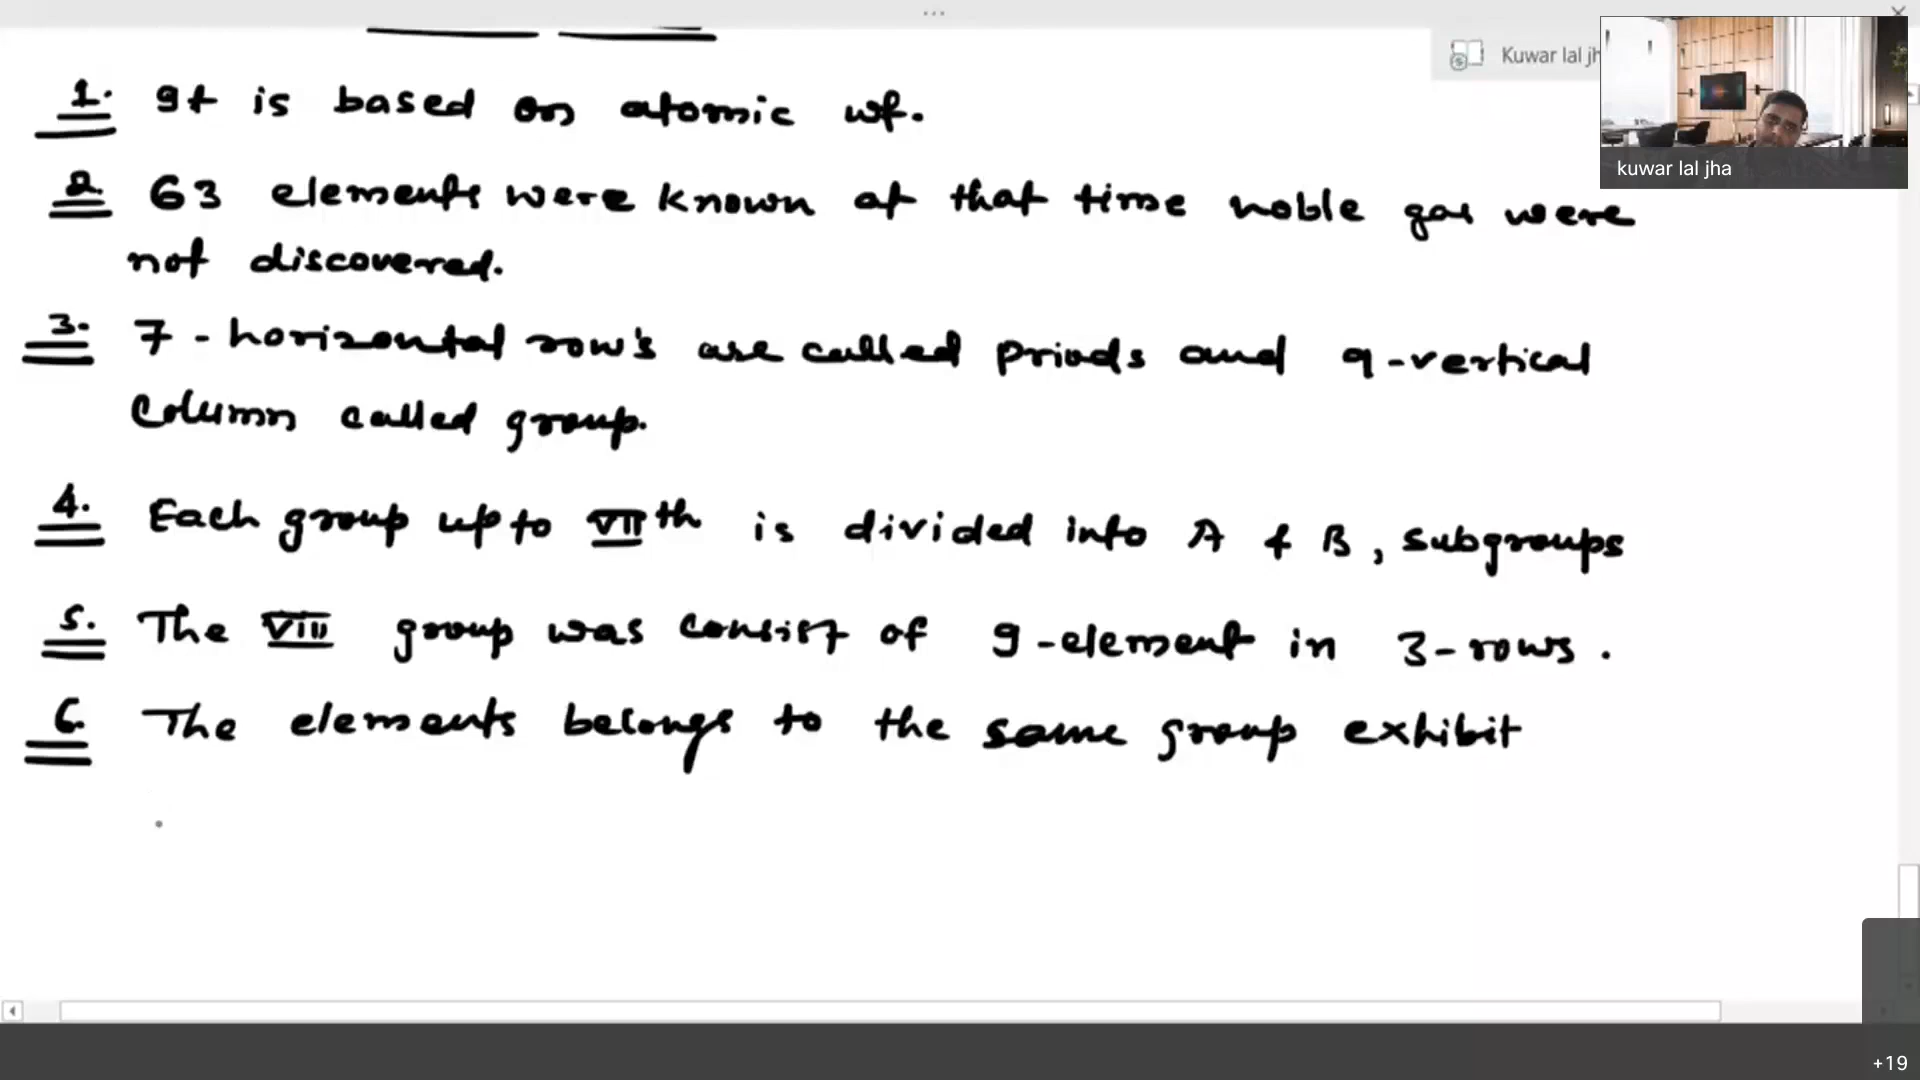 Kuwar lal jh
kuwar lal jha
1. It is based on atomic wt.
2. 63 elements were known at that time noble gas were
not discovered.
3. 7 - horizontal row's are called priods and 9 - vertical
Column called group.
4. Each group up to VIIth is divided into A & B, subgroups
5. The VIII group was consist of 9 - element in 3 - rows.
6. The elements belongs to the same group exhibit
+19